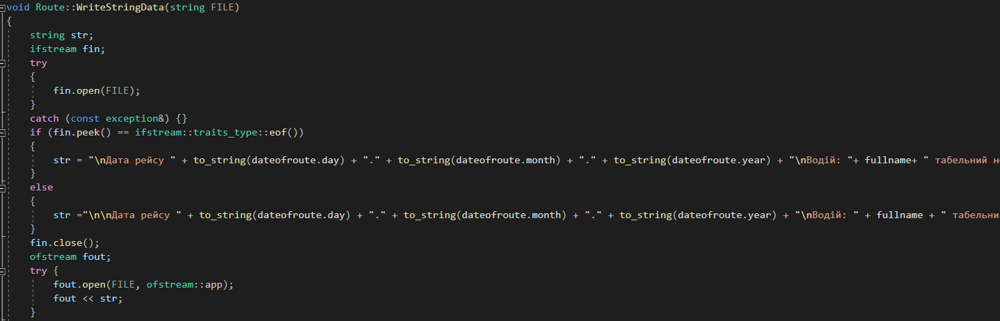 void Route::WriteStringData(string FILE)
{
    string str;
    ifstream fin;
    try
    {
        fin.open(FILE);
    }
    catch (const exception&) {}
    if (fin.peek() == ifstream::traits_type::eof())
    {
        str = "\nДата рейсу " + to_string(dateofroute.day) + "." + to_string(dateofroute.month) + "." + to_string(dateofroute.year) + "\nВодій: "+ fullname+ " табельний
    }
    else
    {
        str ="\n\nДата рейсу " + to_string(dateofroute.day) + "." + to_string(dateofroute.month) + "." + to_string(dateofroute.year) + "\nВодій: " + fullname + "
    }
    fin.close();
    ofstream fout;
    try {
        fout.open(FILE, ofstream::app);
        fout << str;
    }